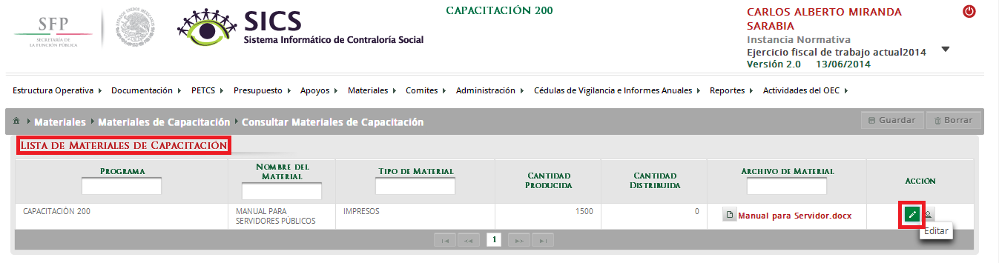 SFP
SECRETARÍA DE
LA FUNCIÓN PÚBLICA
ESTADOS UNIDOS MEXICANOS
SICS
Sistema Informático de Contraloría Social
CAPACITACIÓN 200
CARLOS ALBERTO MIRANDA
SARABIA
Instancia Normativa
Ejercicio fiscal de trabajo actual2014
Versión 2.0 13/06/2014
Estructura Operativa Documentación PETCS Presupuesto Apoyos Materiales Comites Administración Cédulas de Vigilancia e Informes Anuales Reportes Actividades del OEC
Materiales Materiales de Capacitación Consultar Materiales de Capacitación Guardar Borrar
LISTA DE MATERIALES DE CAPACITACIÓN
PROGRAMA
NOMBRE DEL
MATERIAL
TIPO DE MATERIAL
CANTIDAD
PRODUCIDA
CANTIDAD
DISTRIBUIDA
ARCHIVO DE MATERIAL
ACCIÓN
CAPACITACIÓN 200
MANUAL PARA
SERVIDORES PÚBLICOS
IMPRESOS
1500
0
Manual para Servidor.docx
Editar
1